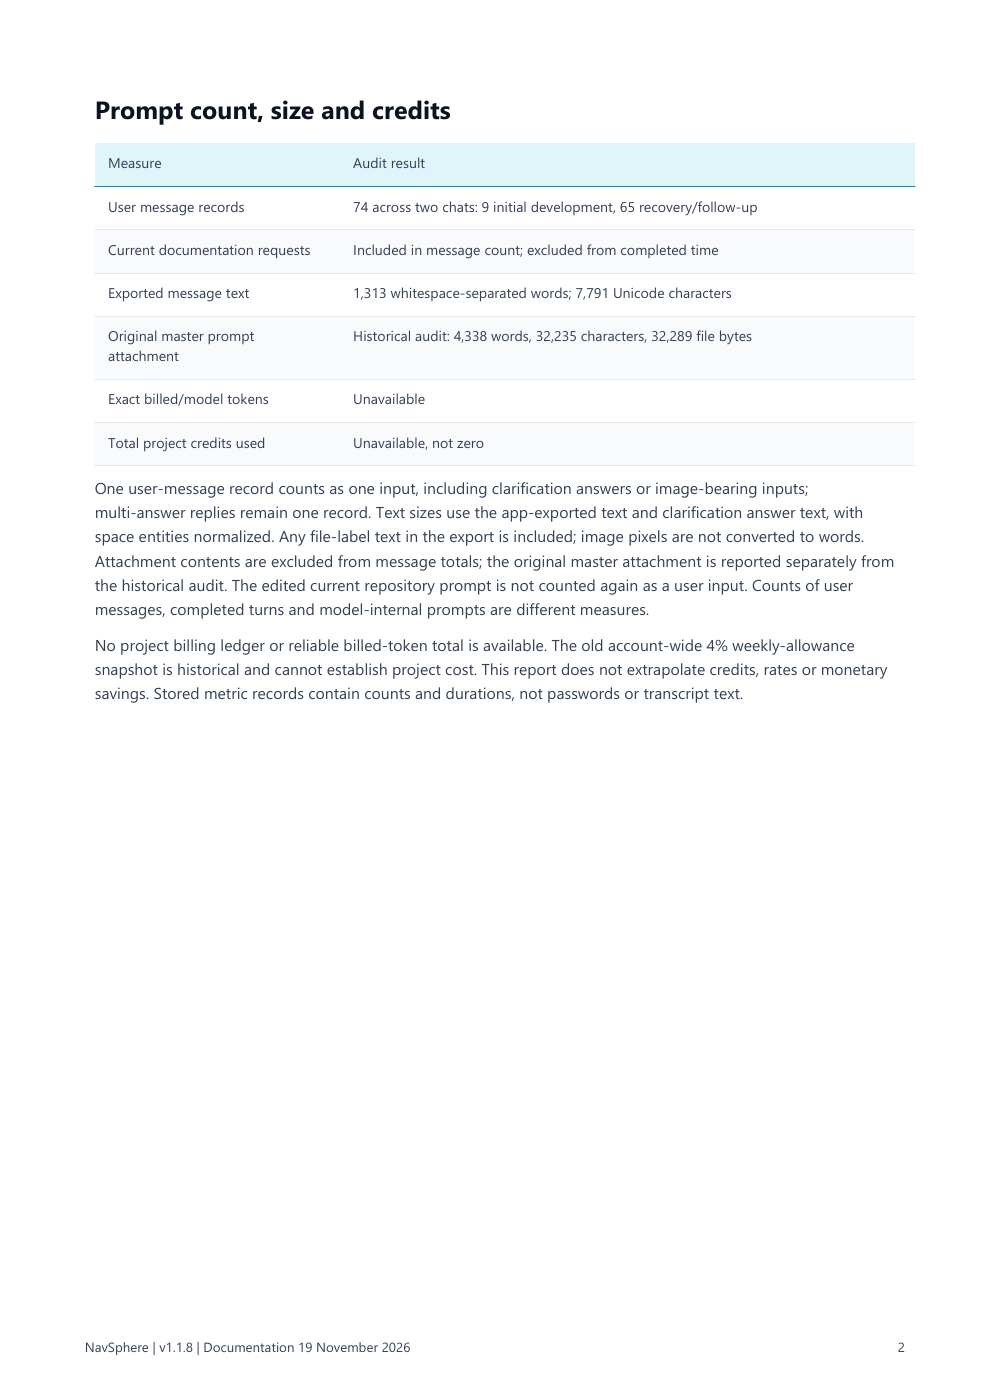 Prompt count, size and credits
Measure Audit result
User message records 74 across two chats: 9 initial development, 65 recovery/follow-up
Current documentation requests Included in message count; excluded from completed time
Exported message text 1,313 whitespace-separated words; 7,791 Unicode characters
Original master prompt Historical audit: 4,338 words, 32,235 characters, 32,289 file bytes
attachment
Exact billed/model tokens Unavailable
Total project credits used Unavailable, not zero
One user-message record counts as one input, including clarification answers or image-bearing inputs;
multi-answer replies remain one record. Text sizes use the app-exported text and clarification answer text, with
space entities normalized. Any file-label text in the export is included; image pixels are not converted to words.
Attachment contents are excluded from message totals; the original master attachment is reported separately from
the historical audit. The edited current repository prompt is not counted again as a user input. Counts of user
messages, completed turns and model-internal prompts are different measures.
No project billing ledger or reliable billed-token total is available. The old account-wide 4% weekly-allowance
snapshot is historical and cannot establish project cost. This report does not extrapolate credits, rates or monetary
savings. Stored metric records contain counts and durations, not passwords or transcript text.
NavSphere | v1.1.8 | Documentation 19 November 2026 2